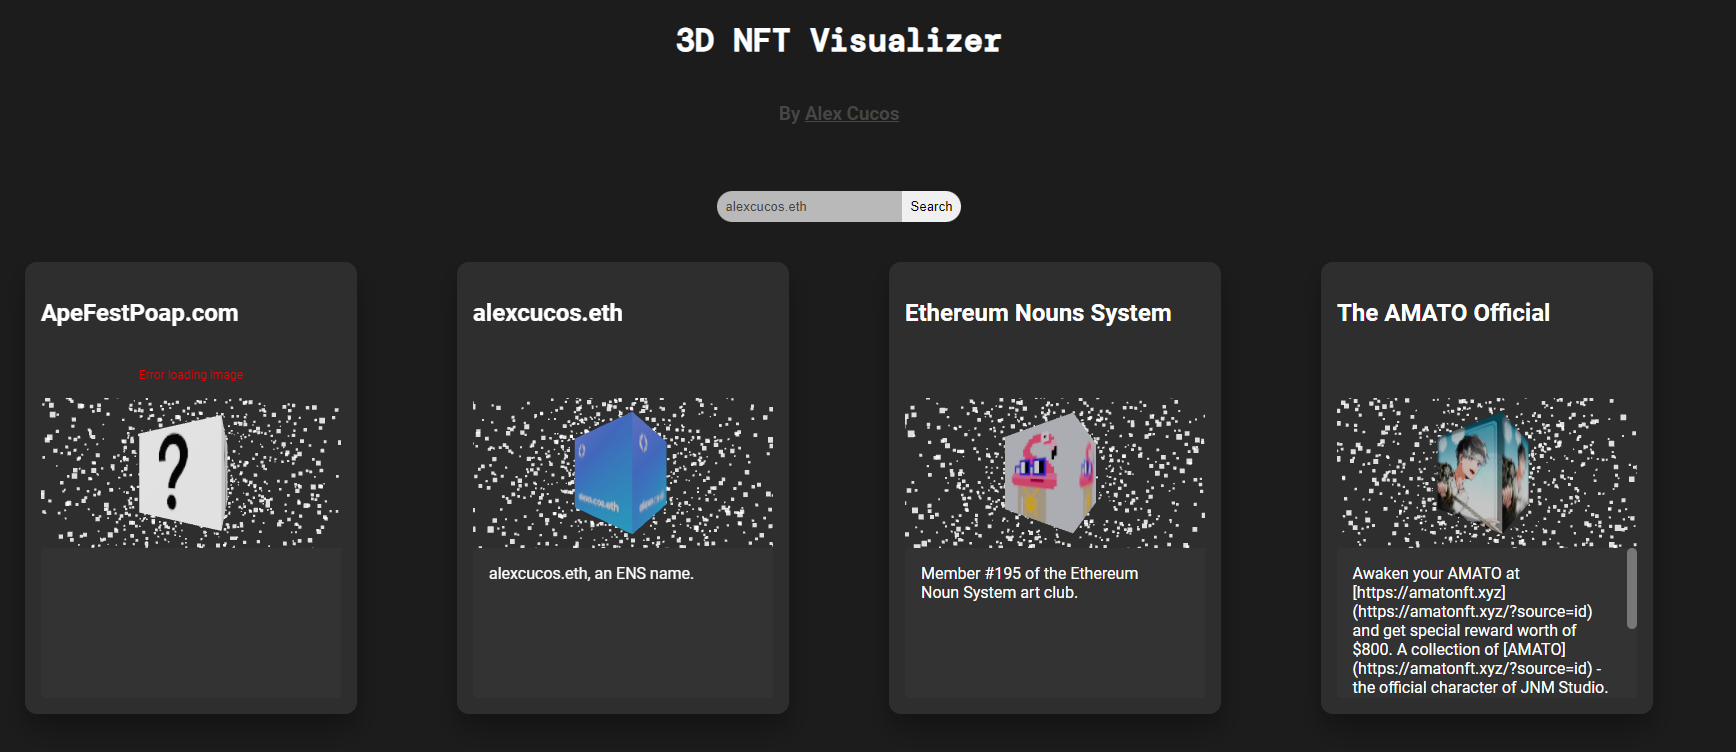 3D NFT Visualizer
By Alex Cucos
alexcucos.eth
Search
ApeFestPoap.com
Error loading image
?
alexcucos.eth
alexcucos.eth, an ENS name.
Ethereum Nouns System
Member #195 of the Ethereum
Noun System art club.
The AMATO Official
Awaken your AMATO at
[https://amatonft.xyz]
(https://amatonft.xyz/?source=id)
and get special reward worth of
$800. A collection of [AMATO]
(https://amatonft.xyz/?source=id) -
the official character of JNM Studio.